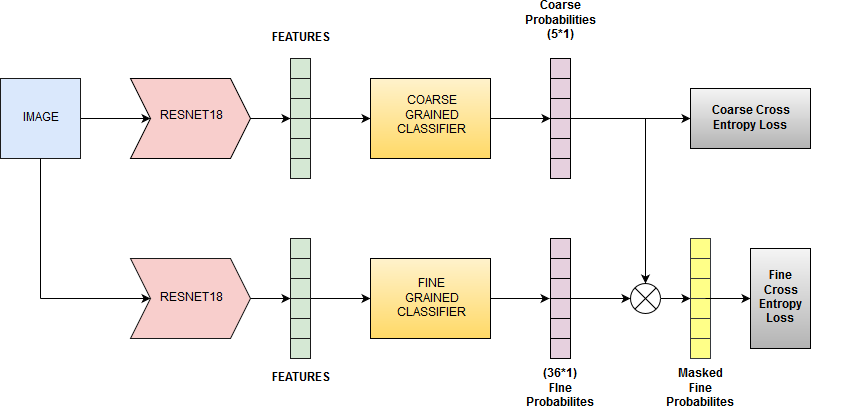 Coarse
Probabilities
(5*1)
FEATURES
IMAGE
RESNET18
COARSE
GRAINED
CLASSIFIER
Coarse Cross
Entropy Loss
RESNET18
FINE
GRAINED
CLASSIFIER
Fine
Cross
Entropy
Loss
FEATURES
(36*1)
FIne
Probabilites
Masked
Fine
Probabilites